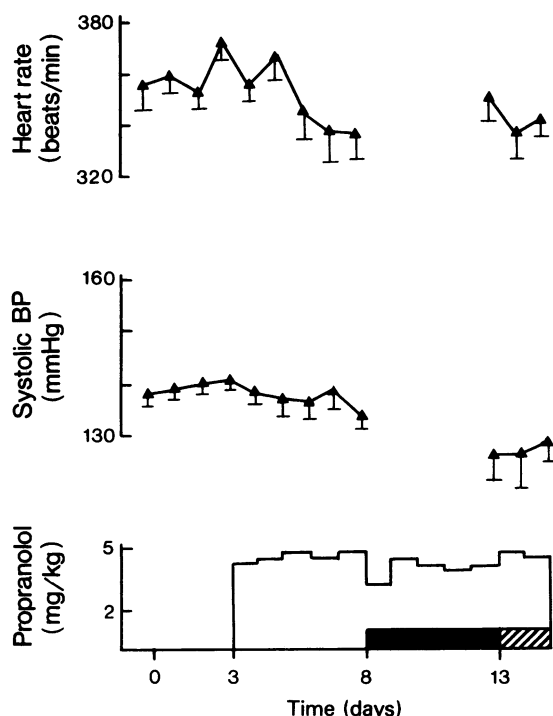 380
Heart rate
(beats/min)
320
160
Systolic BP
(mmHg)
130
5
Propranolol
(mg/kg)
2
0 3 8 13
Time (days)